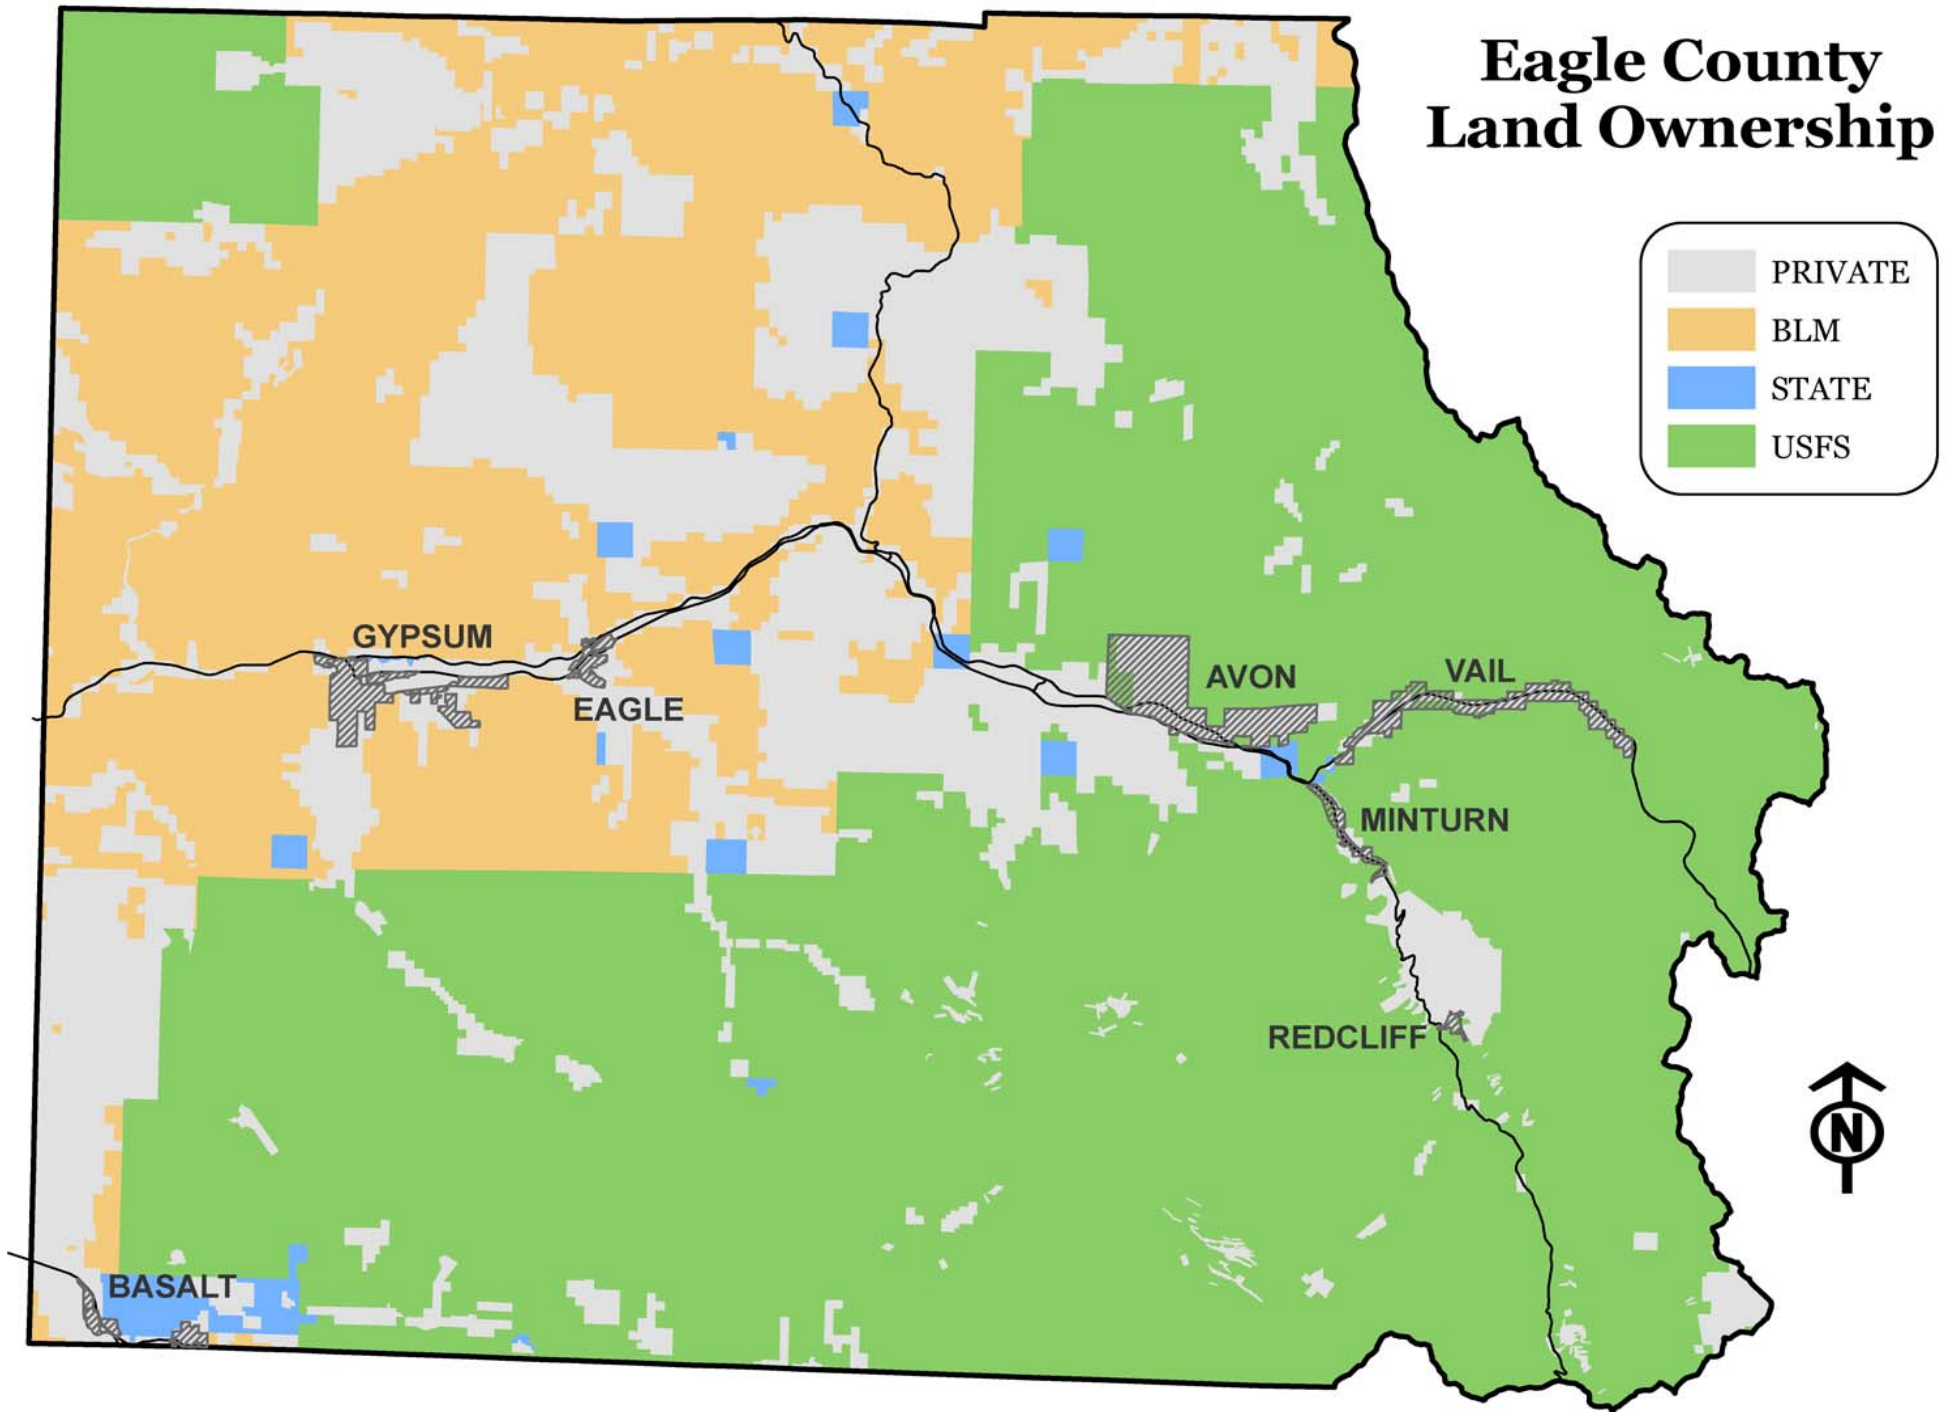 Eagle County
Land Ownership
PRIVATE
BLM
STATE
USFS
GYPSUM
EAGLE
AVON
VAIL
MINTURN
REDCLIFF
N
BASALT